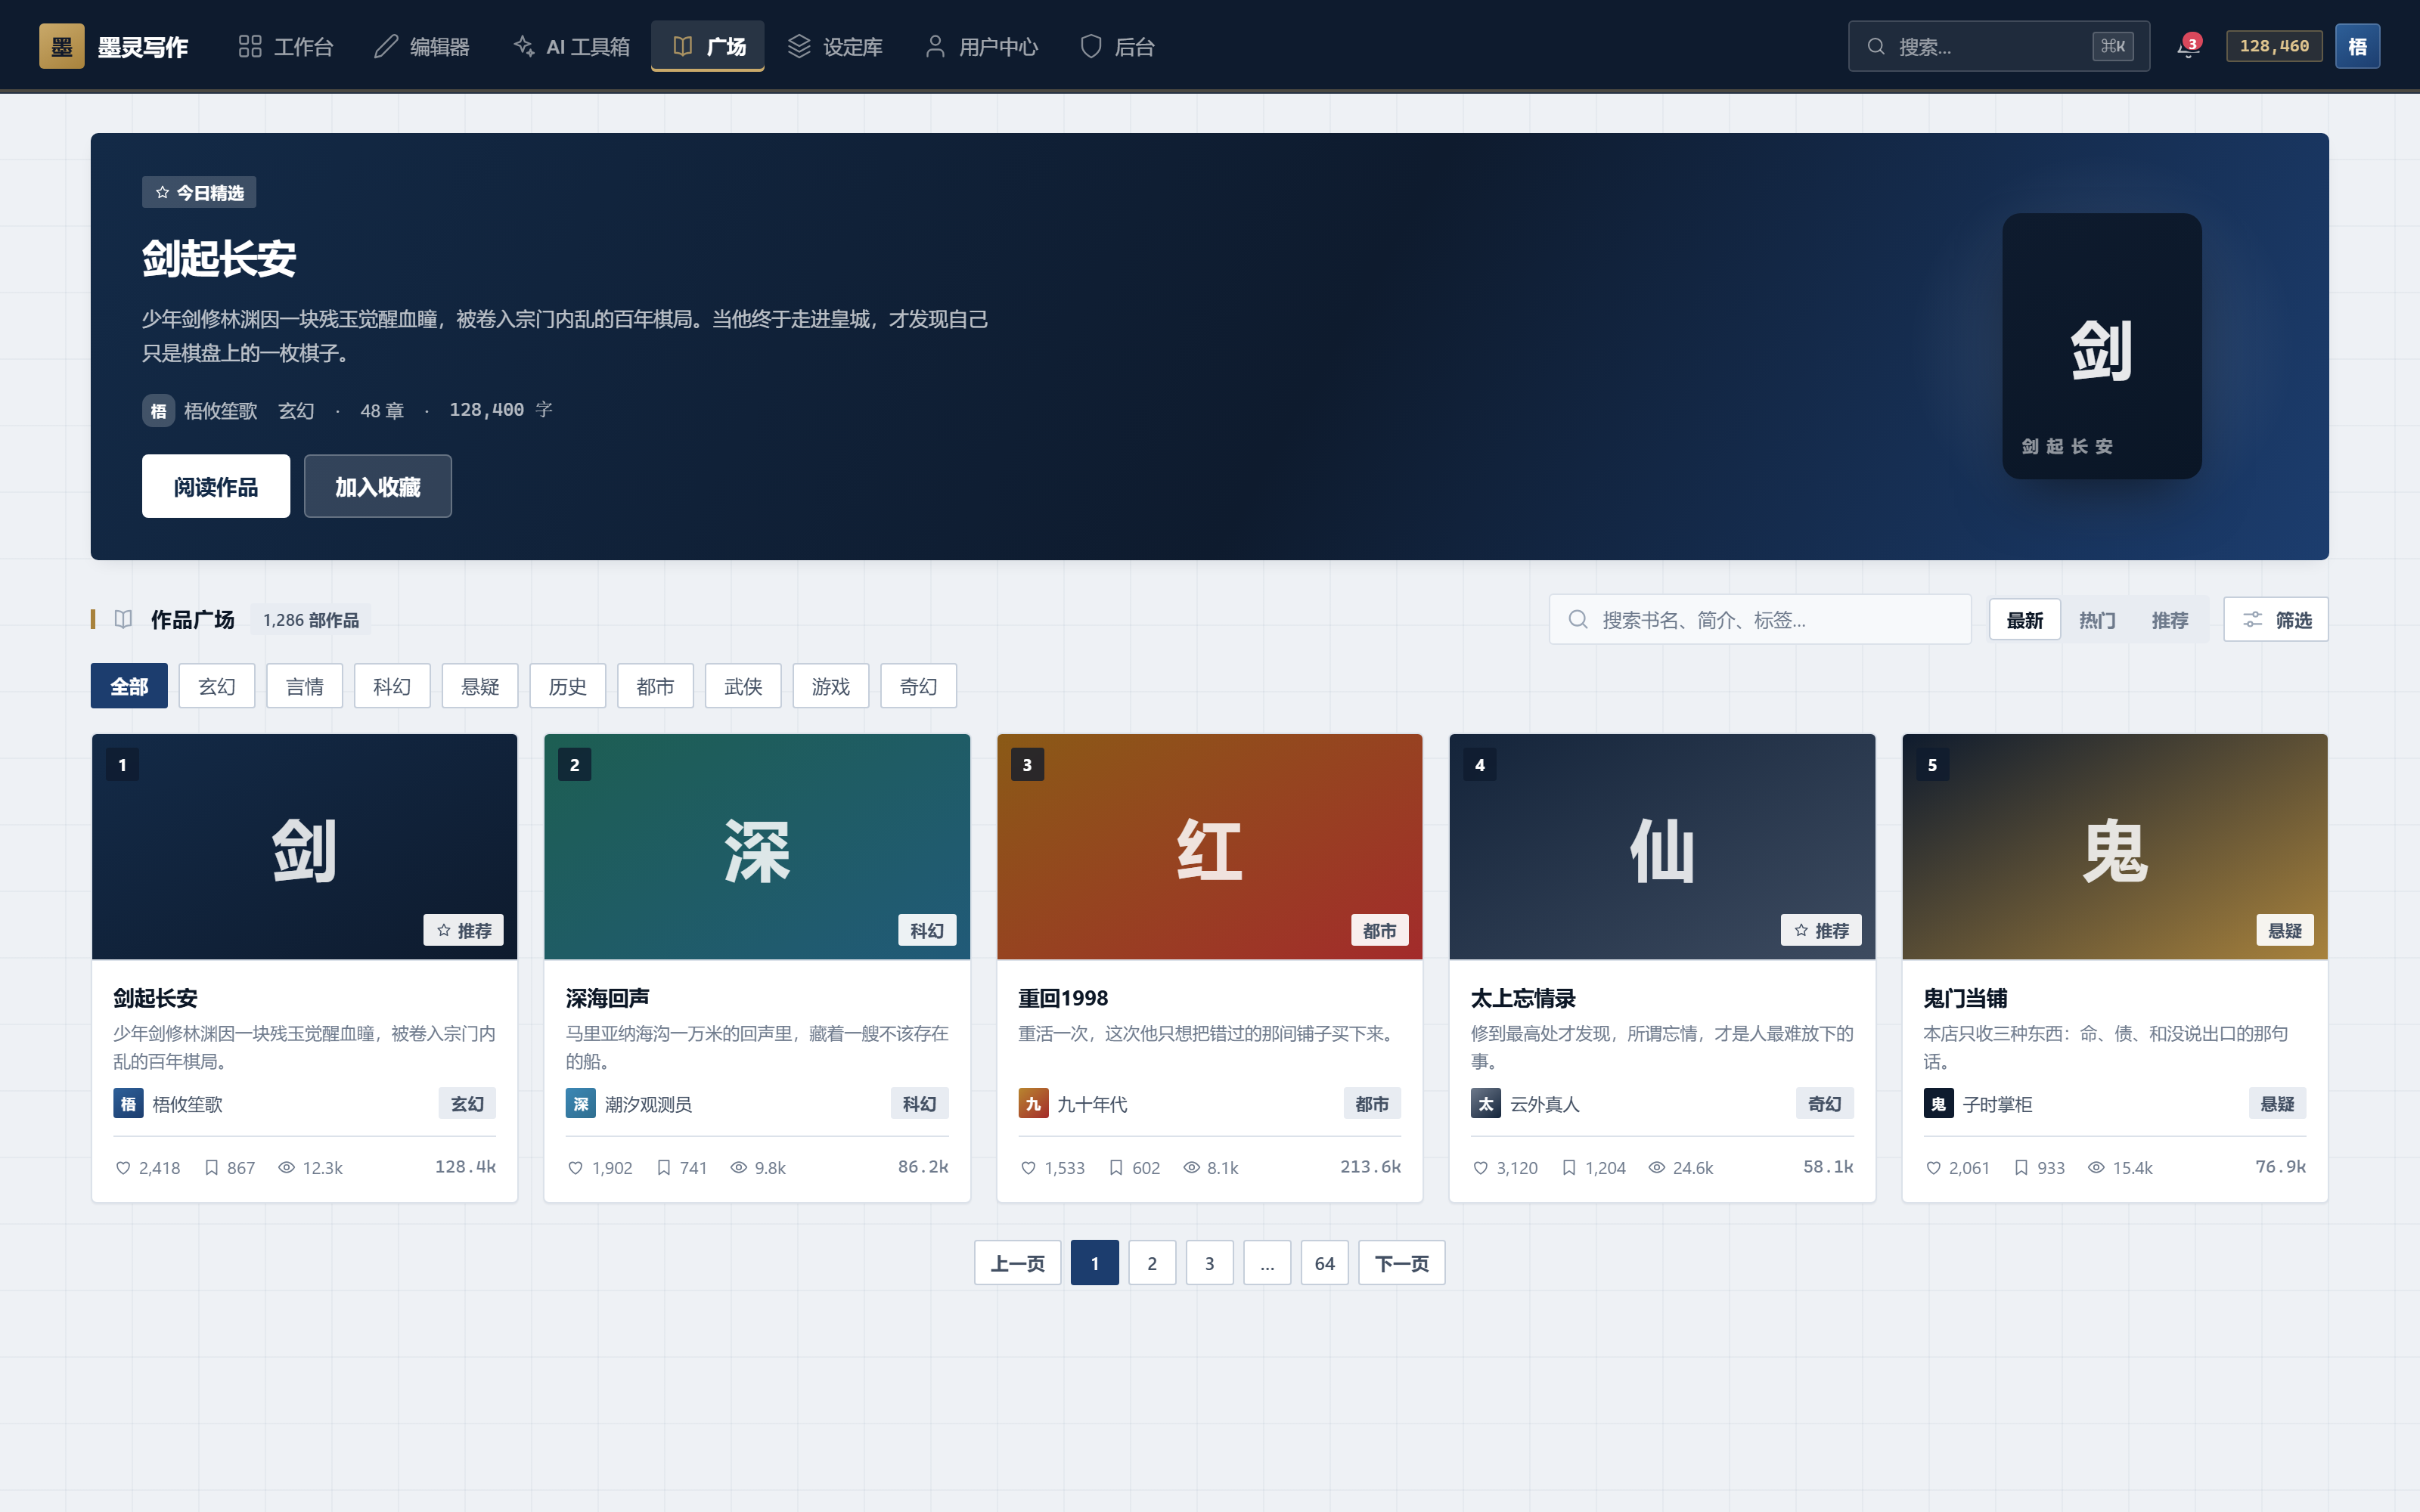 墨 墨灵写作 工作台 编辑器 AI 工具箱 广场 设定库 用户中心 后台 搜索... ⌘K 3 128,460 梧
今日精选
剑起长安
少年剑修林渊因一块残玉觉醒血瞳，被卷入宗门内乱的百年棋局。当他终于走进皇城，才发现自己
只是棋盘上的一枚棋子。
梧 梧攸笙歌 玄幻 · 48 章 · 128,400 字
阅读作品 加入收藏
剑
剑起长安
作品广场 1,286 部作品 搜索书名、简介、标签... 最新 热门 推荐 筛选
全部 玄幻 言情 科幻 悬疑 历史 都市 武侠 游戏 奇幻
1
剑
推荐
剑起长安
少年剑修林渊因一块残玉觉醒血瞳，被卷入宗门内
乱的百年棋局。
梧 梧攸笙歌 玄幻
2,418 867 12.3k 128.4k
2
深
科幻
深海回声
马里亚纳海沟一万米的回声里，藏着一艘不该存在
的船。
深 潮汐观测员 科幻
1,902 741 9.8k 86.2k
3
红
都市
重回1998
重活一次，这次他只想把错过的那间铺子买下来。
九 九十年代 都市
1,533 602 8.1k 213.6k
4
仙
推荐
太上忘情录
修到最高处才发现，所谓忘情，才是人最难放下的
事。
太 云外真人 奇幻
3,120 1,204 24.6k 58.1k
5
鬼
悬疑
鬼门当铺
本店只收三种东西：命、债、和没说出口的那句
话。
鬼 子时掌柜 悬疑
2,061 933 15.4k 76.9k
上一页 1 2 3 ... 64 下一页